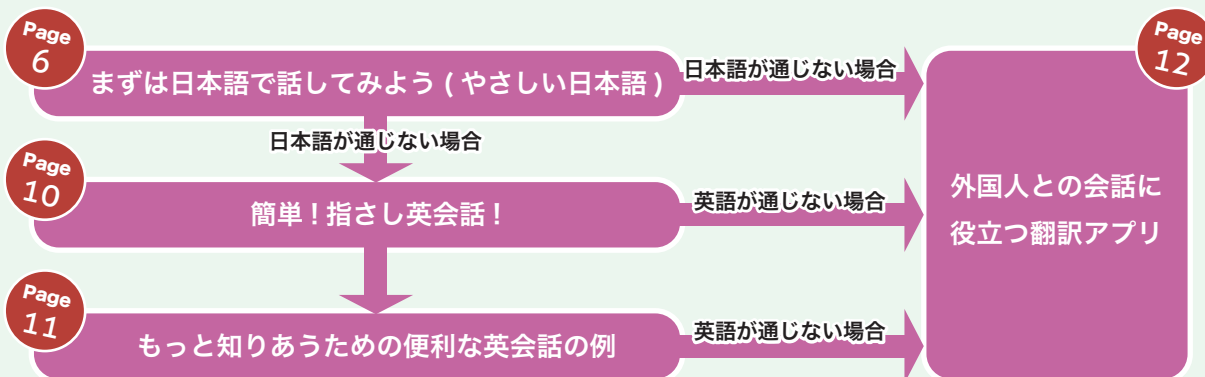 Page
6
まずは日本語で話してみよう ( やさしい日本語 )
日本語が通じない場合
Page
12
日本語が通じない場合
Page
10
簡単 ! 指さし英会話 !
英語が通じない場合
外国人との会話に
役立つ翻訳アプリ
Page
11
もっと知りあうための便利な英会話の例
英語が通じない場合